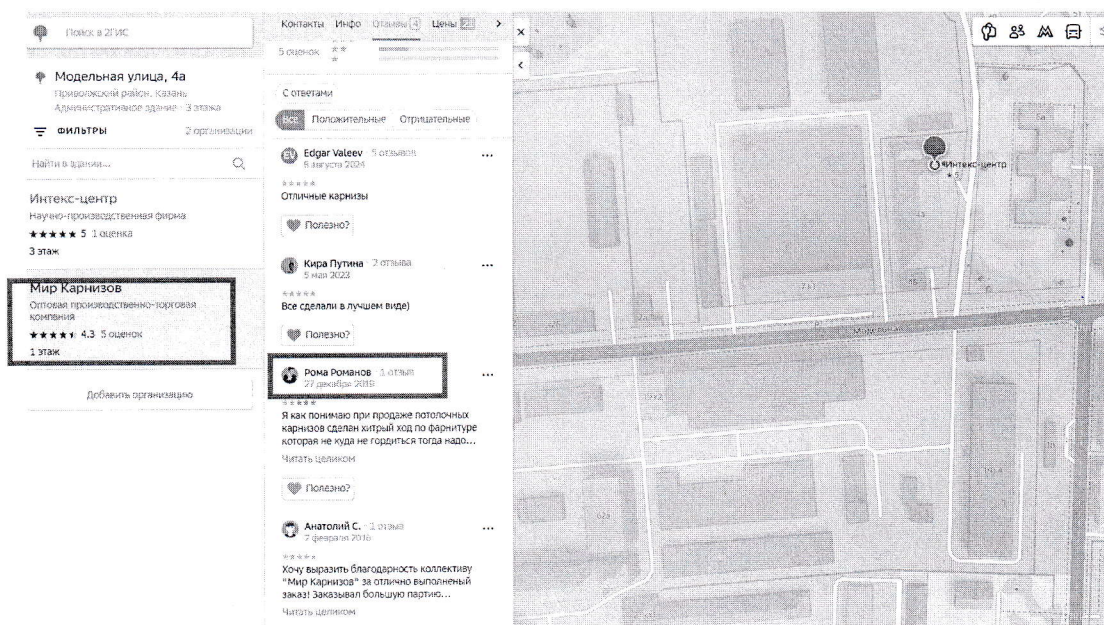 Поиск в 2ГИС
Модельная улица, 4а
Приволжский район, Казань
Административное здание · 3 этажа
ФИЛЬТРЫ 2 организации
Найти в здании...
Интекс-центр
Научно-производственная фирма
5 1 оценка
3 этаж
Мир Карнизов
Оптовая производственно-торговая
компания
4.3 5 оценок
1 этаж
Добавить организацию
Контакты Инфо Отзывы 4 Цены 23
5 оценок
С ответами
Все Положительные Отрицательные
EV Edgar Valeev 5 отзывов
августа 2024
Отличные карнизы
Полезно?
Кира Путина 2 отзыва
5 мая 2023
Все сделали в лучшем виде)
Полезно?
Рома Романов 1 отзыв
27 декабря 2019
Я как понимаю при продаже потолочных
карнизов сделан хитрый ход по фарнитуре
которая не куда не гордиться тогда надо...
Читать целиком
Полезно?
Анатолий С. отзыва
февраля
Хочу выразить благодарность коллективу
"Мир Карнизов" за отлично выполненый
заказ! Заказывал большую партию...
Читать целиком
Интекс-центр
5
Модельная